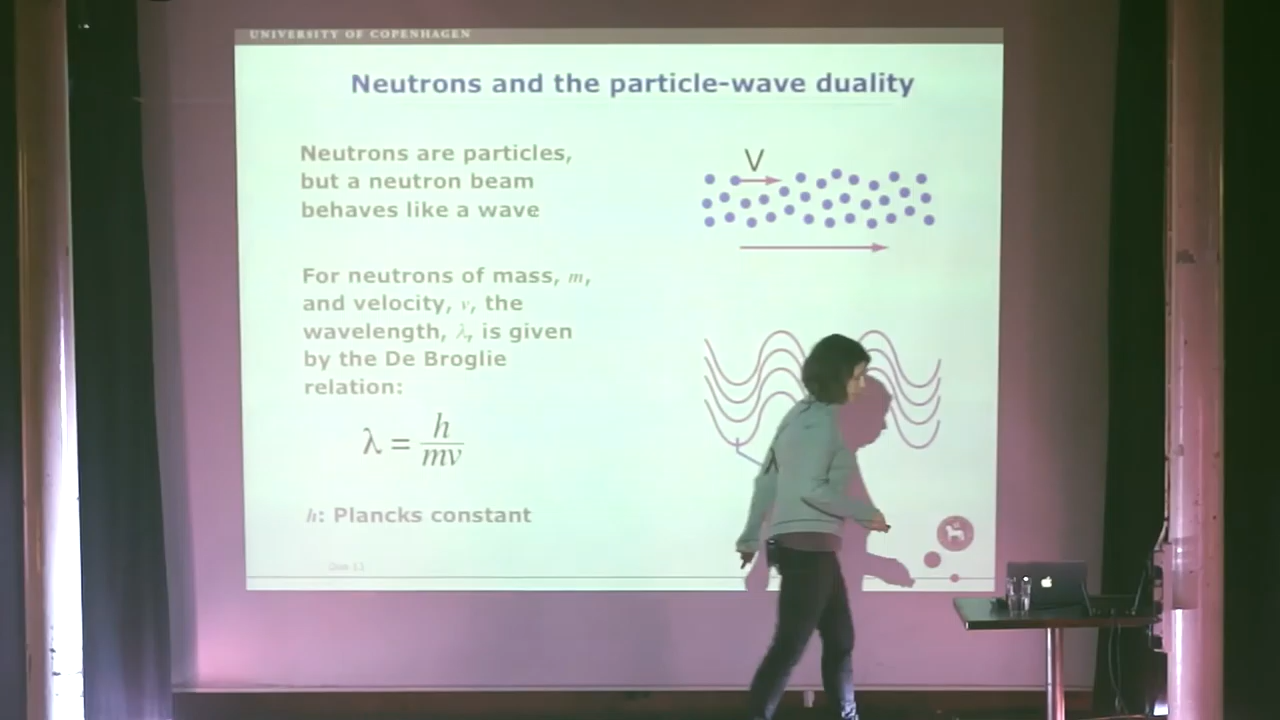 UNIVERSITY OF COPENHAGEN
Neutrons and the particle-wave duality
Neutrons are particles,
but a neutron beam
behaves like a wave
V
For neutrons of mass, m,
and velocity, v, the
wavelength, λ, is given
by the De Broglie
relation:
λ = h/mv
λ
h: Plancks constant